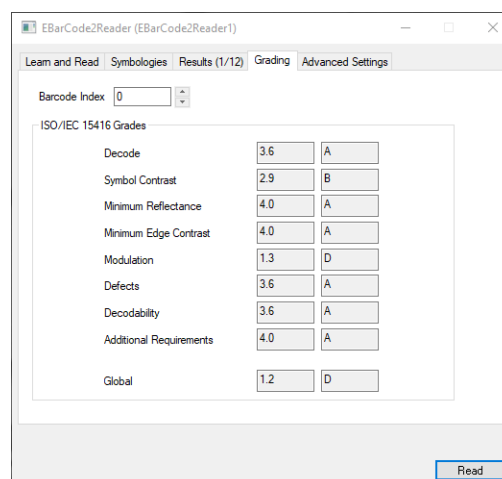 EBarCode2Reader (EBarCode2Reader1)
Learn and Read Symbologies Results (1/12) Grading Advanced Settings
Barcode Index 0
ISO/IEC 15416 Grades
Decode 3.6 A
Symbol Contrast 2.9 B
Minimum Reflectance 4.0 A
Minimum Edge Contrast 4.0 A
Modulation 1.3 D
Defects 3.6 A
Decodability 3.6 A
Additional Requirements 4.0 A
Global 1.2 D
Read